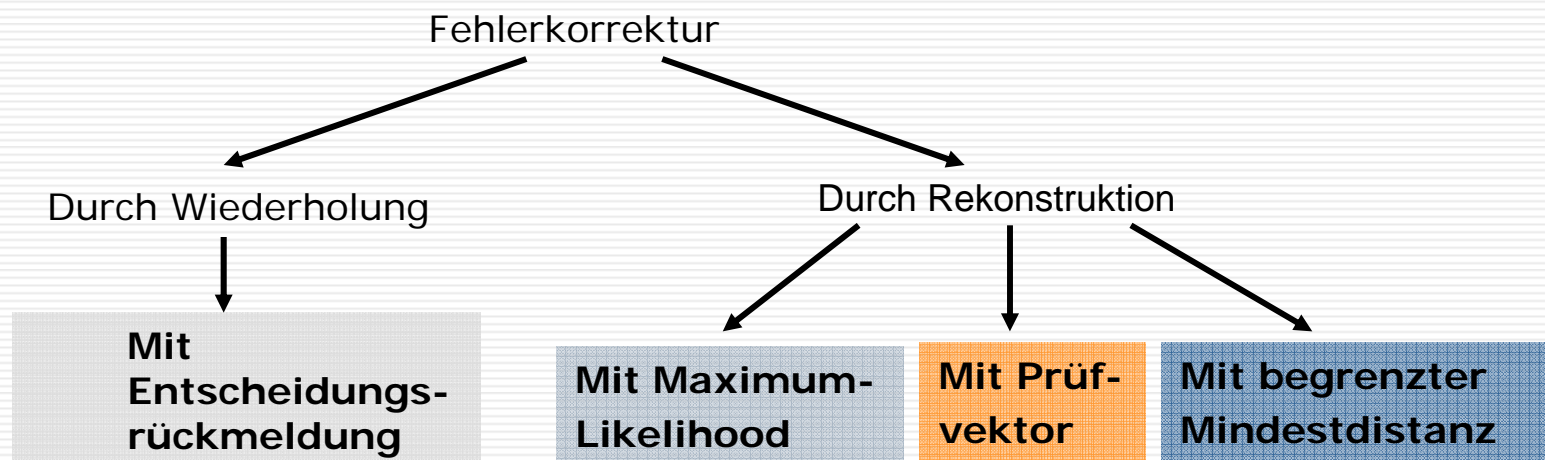 Fehlerkorrektur
Durch Wiederholung
Durch Rekonstruktion
Mit
Entscheidungs-
rückmeldung
Mit Maximum-
Likelihood
Mit Prüf-
vektor
Mit begrenzter
Mindestdistanz